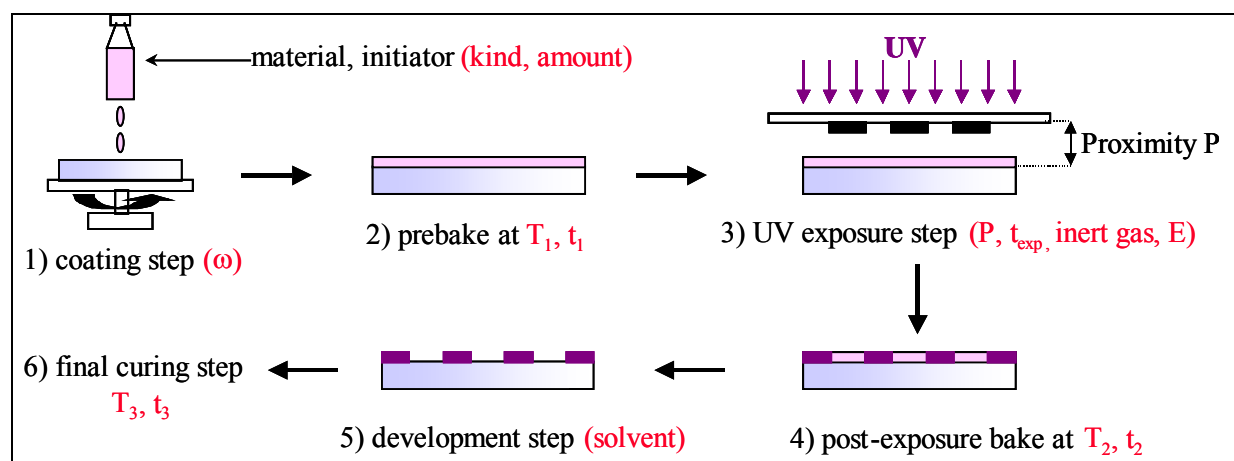 material, initiator (kind, amount)
UV
Proximity P
1) coating step (ω)
2) prebake at T₁, t₁
3) UV exposure step (P, t_exp, inert gas, E)
6) final curing step
T₃, t₃
5) development step (solvent)
4) post-exposure bake at T₂, t₂